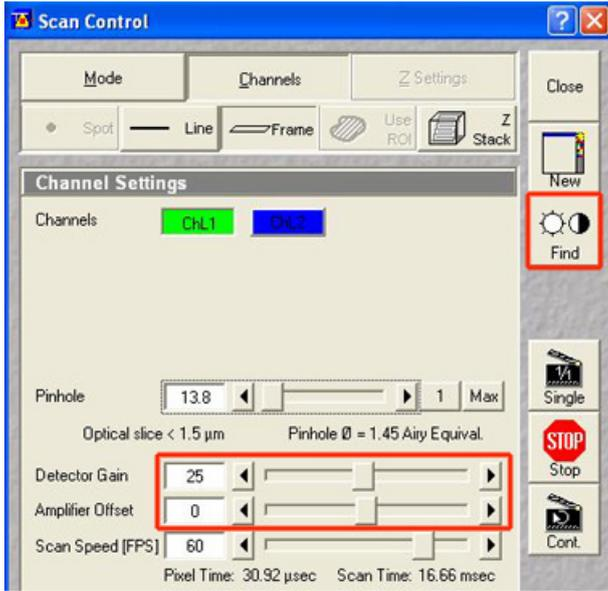 Scan Control
Mode
Channels
Z Settings
Close
Spot
Line
Frame
Use ROI
Z Stack
New
Channel Settings
Channels
ChL1
ChL2
Find
Pinhole
13.8
1
Max
1/1
Single
Optical slice < 1.5 µm
Pinhole Ø = 1.45 Airy Equival.
STOP
Stop
Detector Gain
25
Amplifier Offset
0
Scan Speed [FPS]
60
Cont.
Pixel Time: 30.92 µsec
Scan Time: 16.66 msec